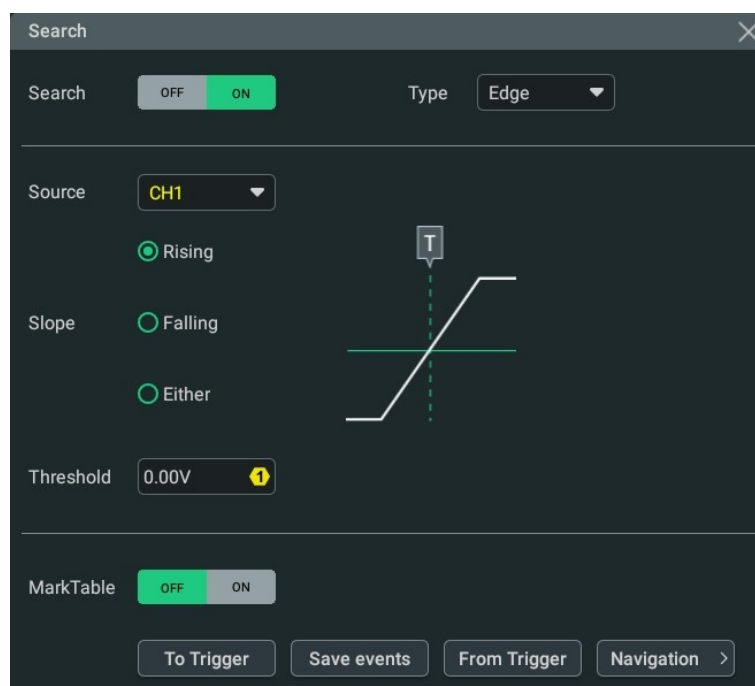 Search
Search OFF ON Type Edge
Source CH1
Rising
T
Slope Falling
Either
Threshold 0.00V 1
MarkTable OFF ON
To Trigger Save events From Trigger Navigation >